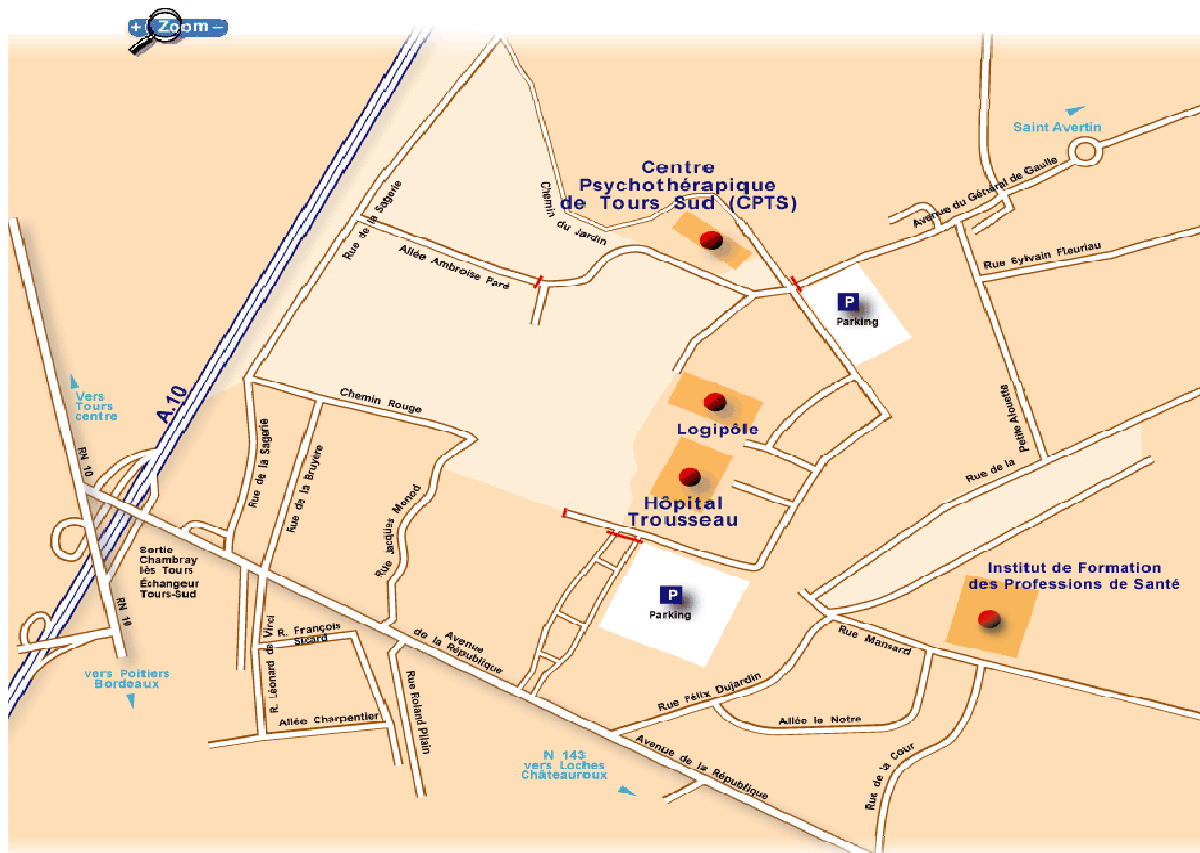 + Zoom –
Saint Avertin
Avenue du Général de Gaulle
Centre
Psychothérapique
de Tours Sud (CPTS)
Chemin du Jardin
Rue de la Sagerie
Allée Ambroise Paré
Rue Sylvain Fleuriau
P
Parking
A.10
Vers
Tours
centre
Chemin Rouge
Logipôle
Rue de la Petite Alouette
RN 10
Rue de la Sagerie
Rue de la Bruyère
Rue Jacques Monod
Hôpital
Trousseau
Sortie
Chambray
lès Tours
Échangeur
Tours-Sud
RN 10
Institut de Formation
des Professions de Santé
P
Parking
R. François
Sicard
R. Léonard de Vinci
Avenue
de la République
Rue Mansard
vers Poitiers
Bordeaux
Rue Roland Pilain
Rue Félix Dujardin
Allée Charpentier
Allée le Notre
N 143
vers Loches
Châteauroux
Avenue de la République
Rue de la Cour